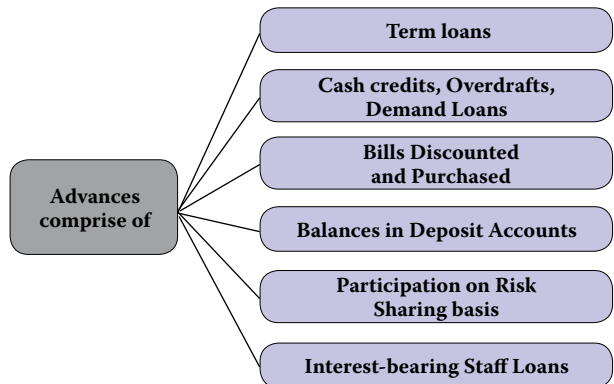 Advances
comprise of
Term loans
Cash credits, Overdrafts,
Demand Loans
Bills Discounted
and Purchased
Balances in Deposit Accounts
Participation on Risk
Sharing basis
Interest-bearing Staff Loans